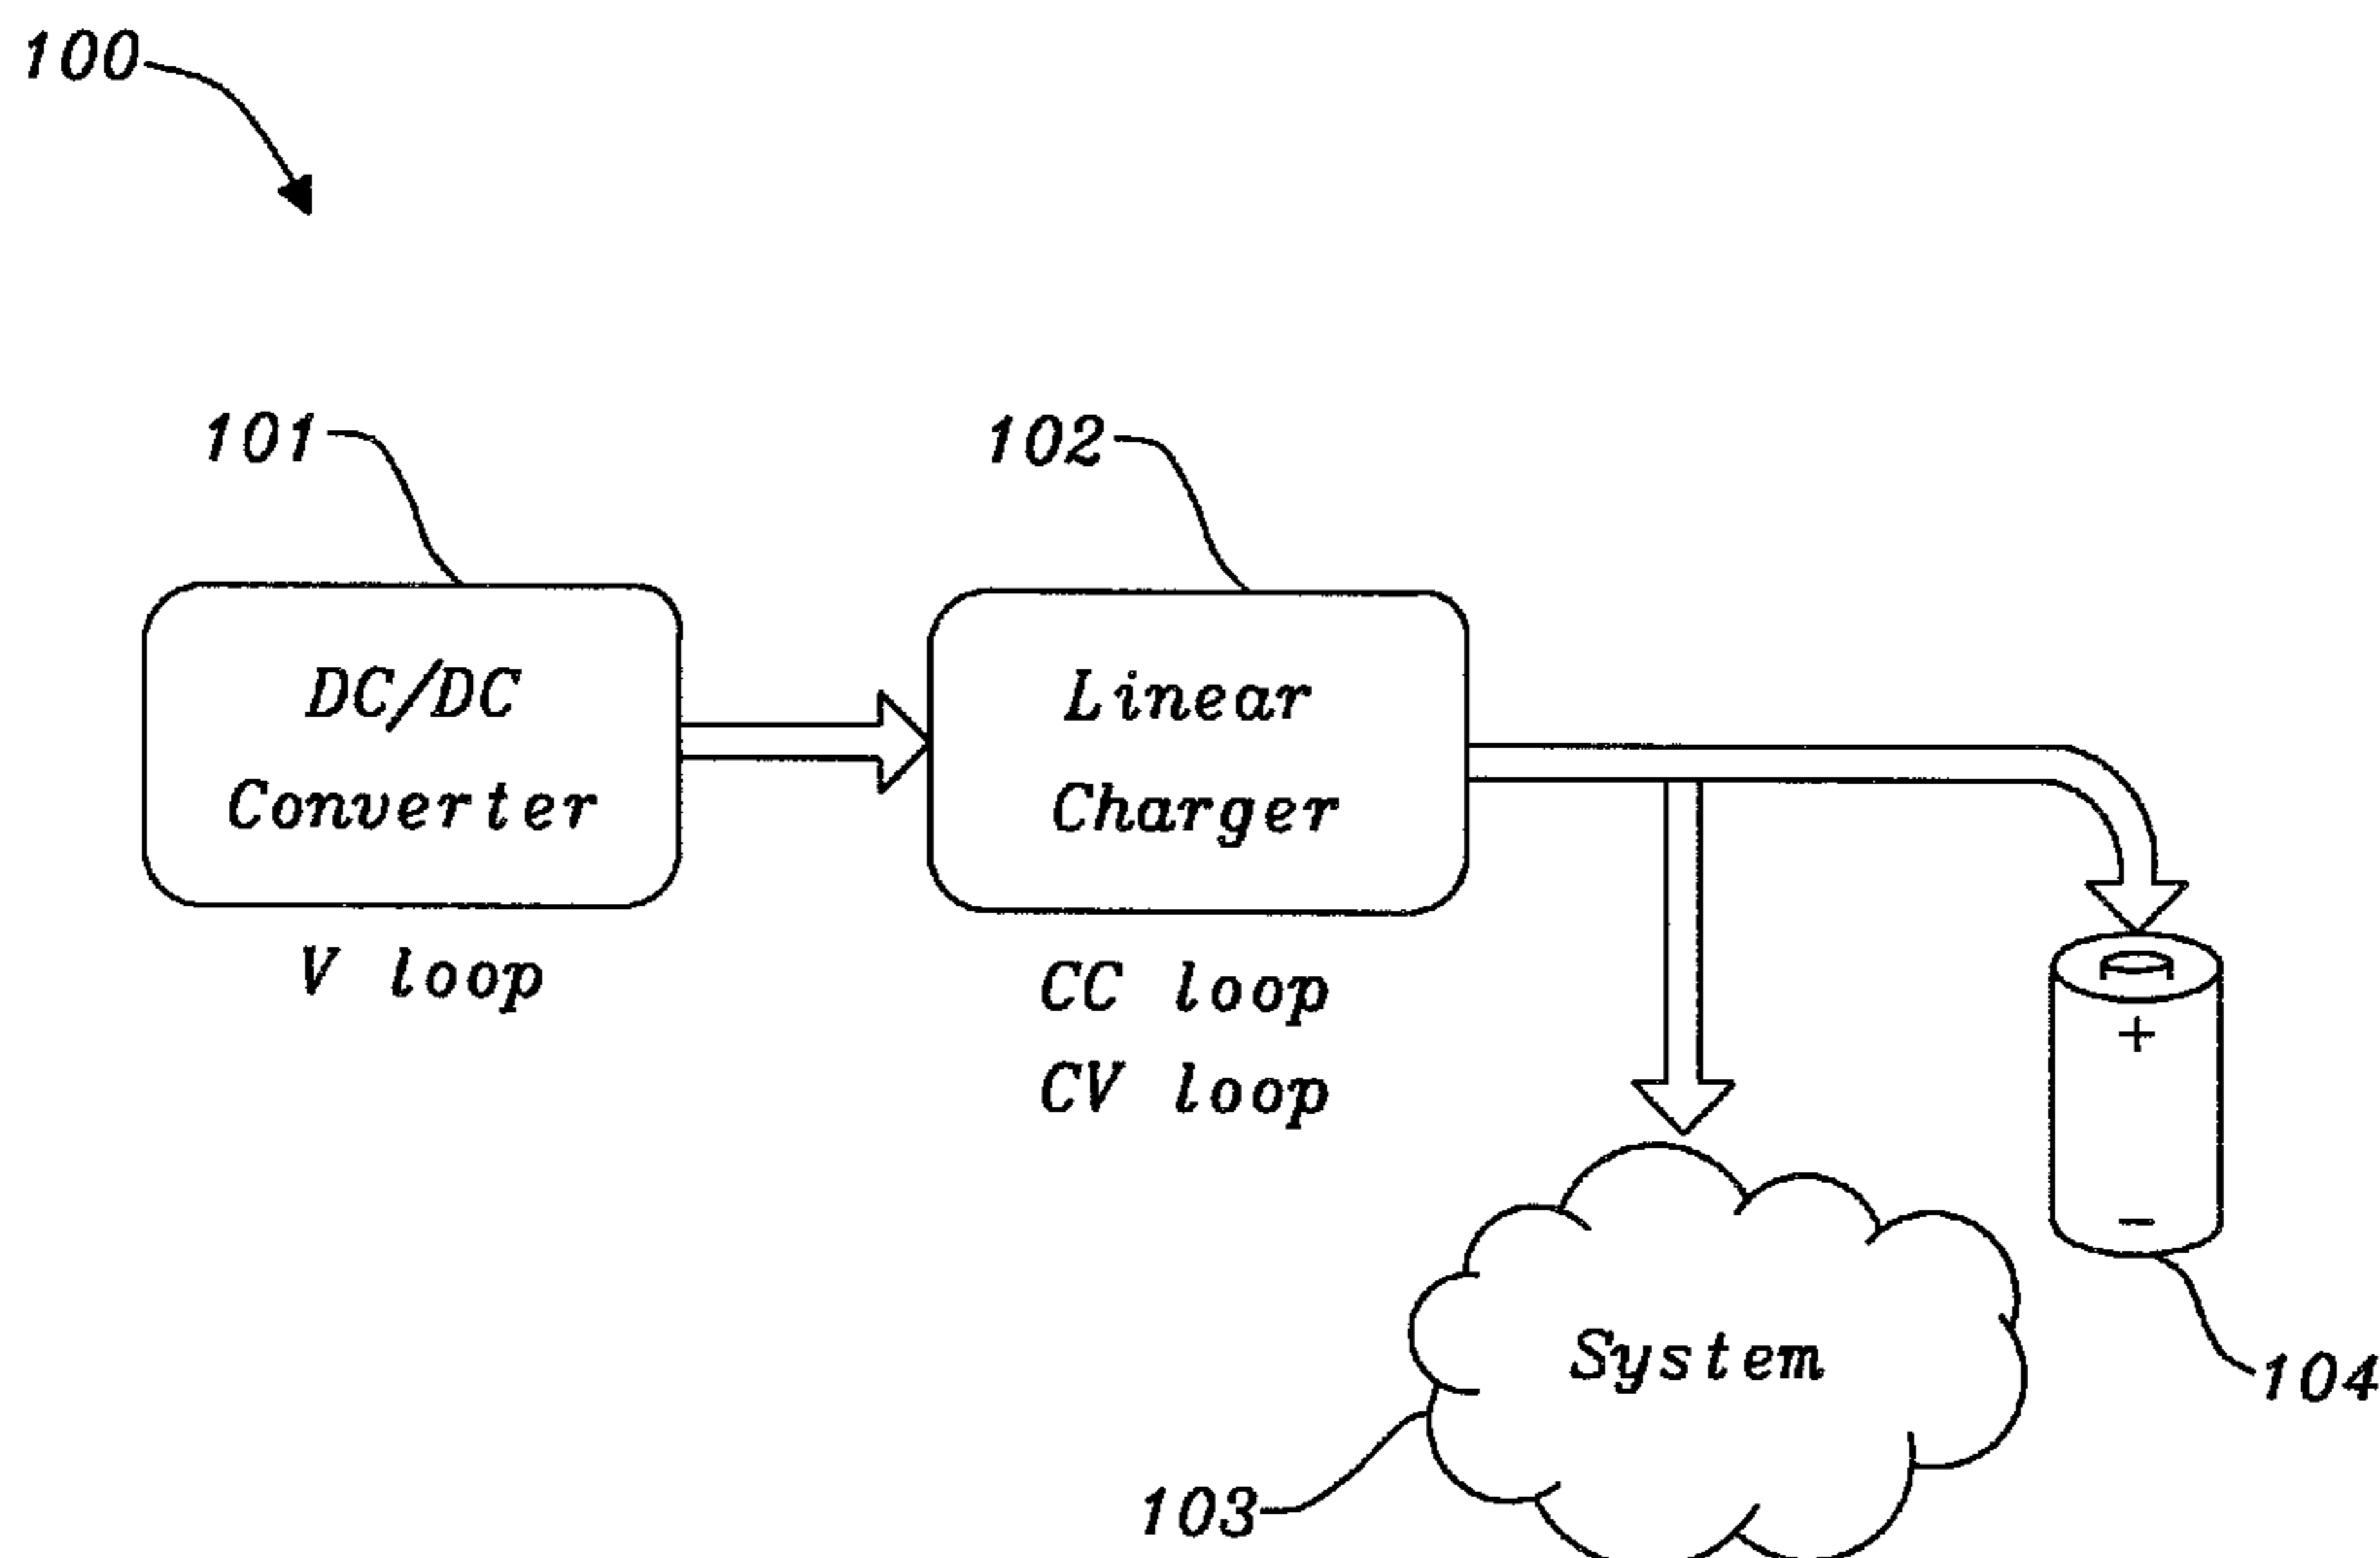 100
101
102
DC/DC
Converter
Linear
Charger
V loop
CC loop
CV loop
+
−
System
103
104